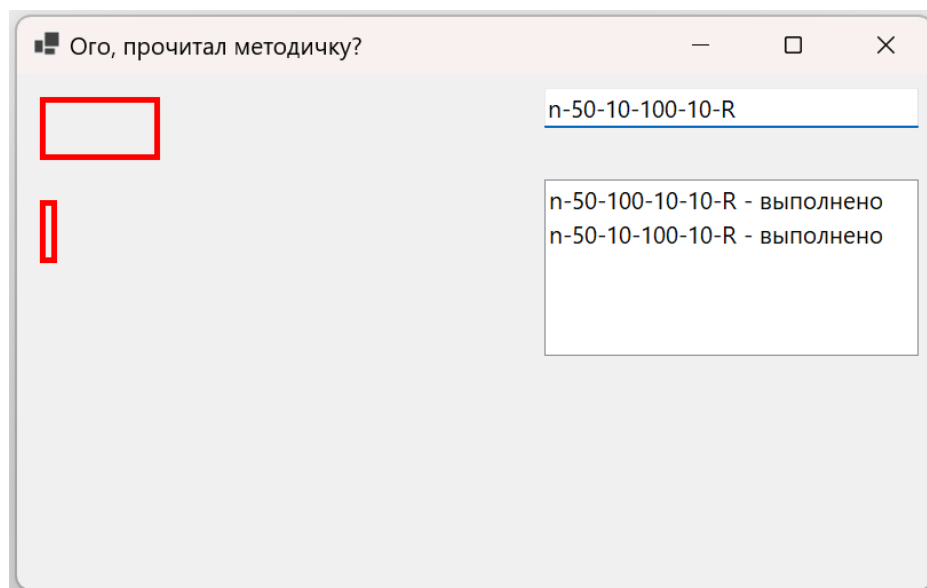 Ого, прочитал методичку?
n-50-10-100-10-R
n-50-100-10-10-R - выполнено
n-50-10-100-10-R - выполнено